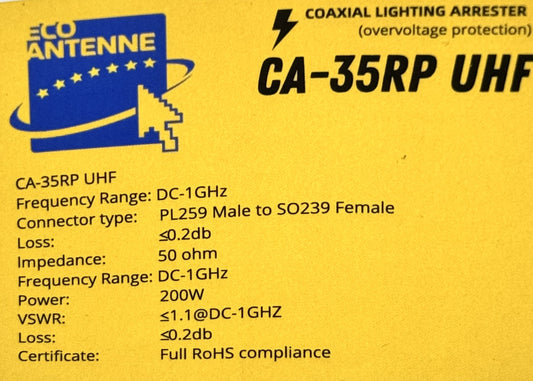 ECO
ANTENNE
COAXIAL LIGHTING ARRESTER
(overvoltage protection)
CA-35RP UHF
CA-35RP UHF
Frequency Range: DC-1GHz
Connector type: PL259 Male to SO239 Female
Loss: ≤0.2db
Impedance: 50 ohm
Frequency Range: DC-1GHz
Power: 200W
VSWR: ≤1.1@DC-1GHZ
Loss: ≤0.2db
Certificate: Full RoHS compliance